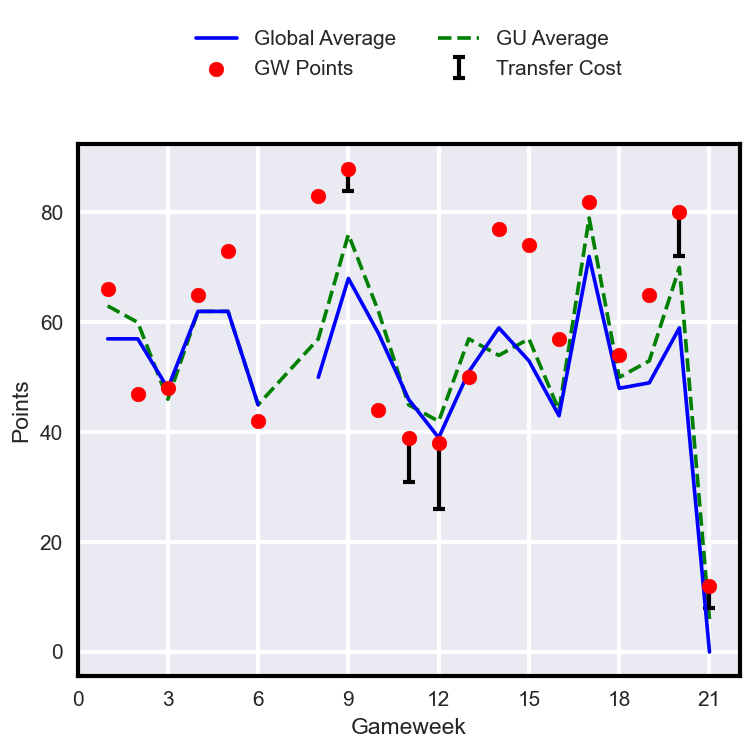 Global Average GU Average
GW Points Transfer Cost
80
60
40
20
0
Points
0 3 6 9 12 15 18 21
Gameweek